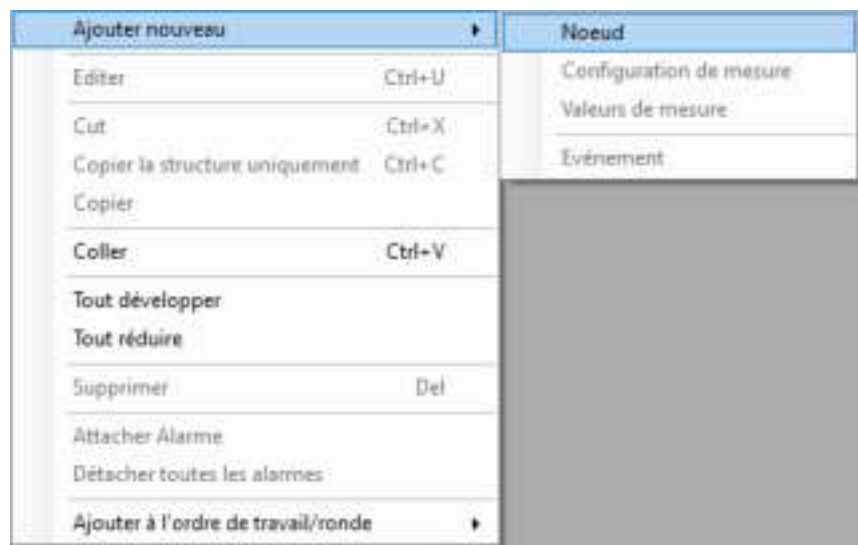 Ajouter nouveau
Noeud
Configuration de mesure
Valeurs de mesure
Evénement
Editer Ctrl+U
Cut Ctrl+X
Copier la structure uniquement Ctrl+C
Copier
Coller Ctrl+V
Tout développer
Tout réduire
Supprimer Del
Attacher Alarme
Détacher toutes les alarmes
Ajouter à l'ordre de travail/ronde